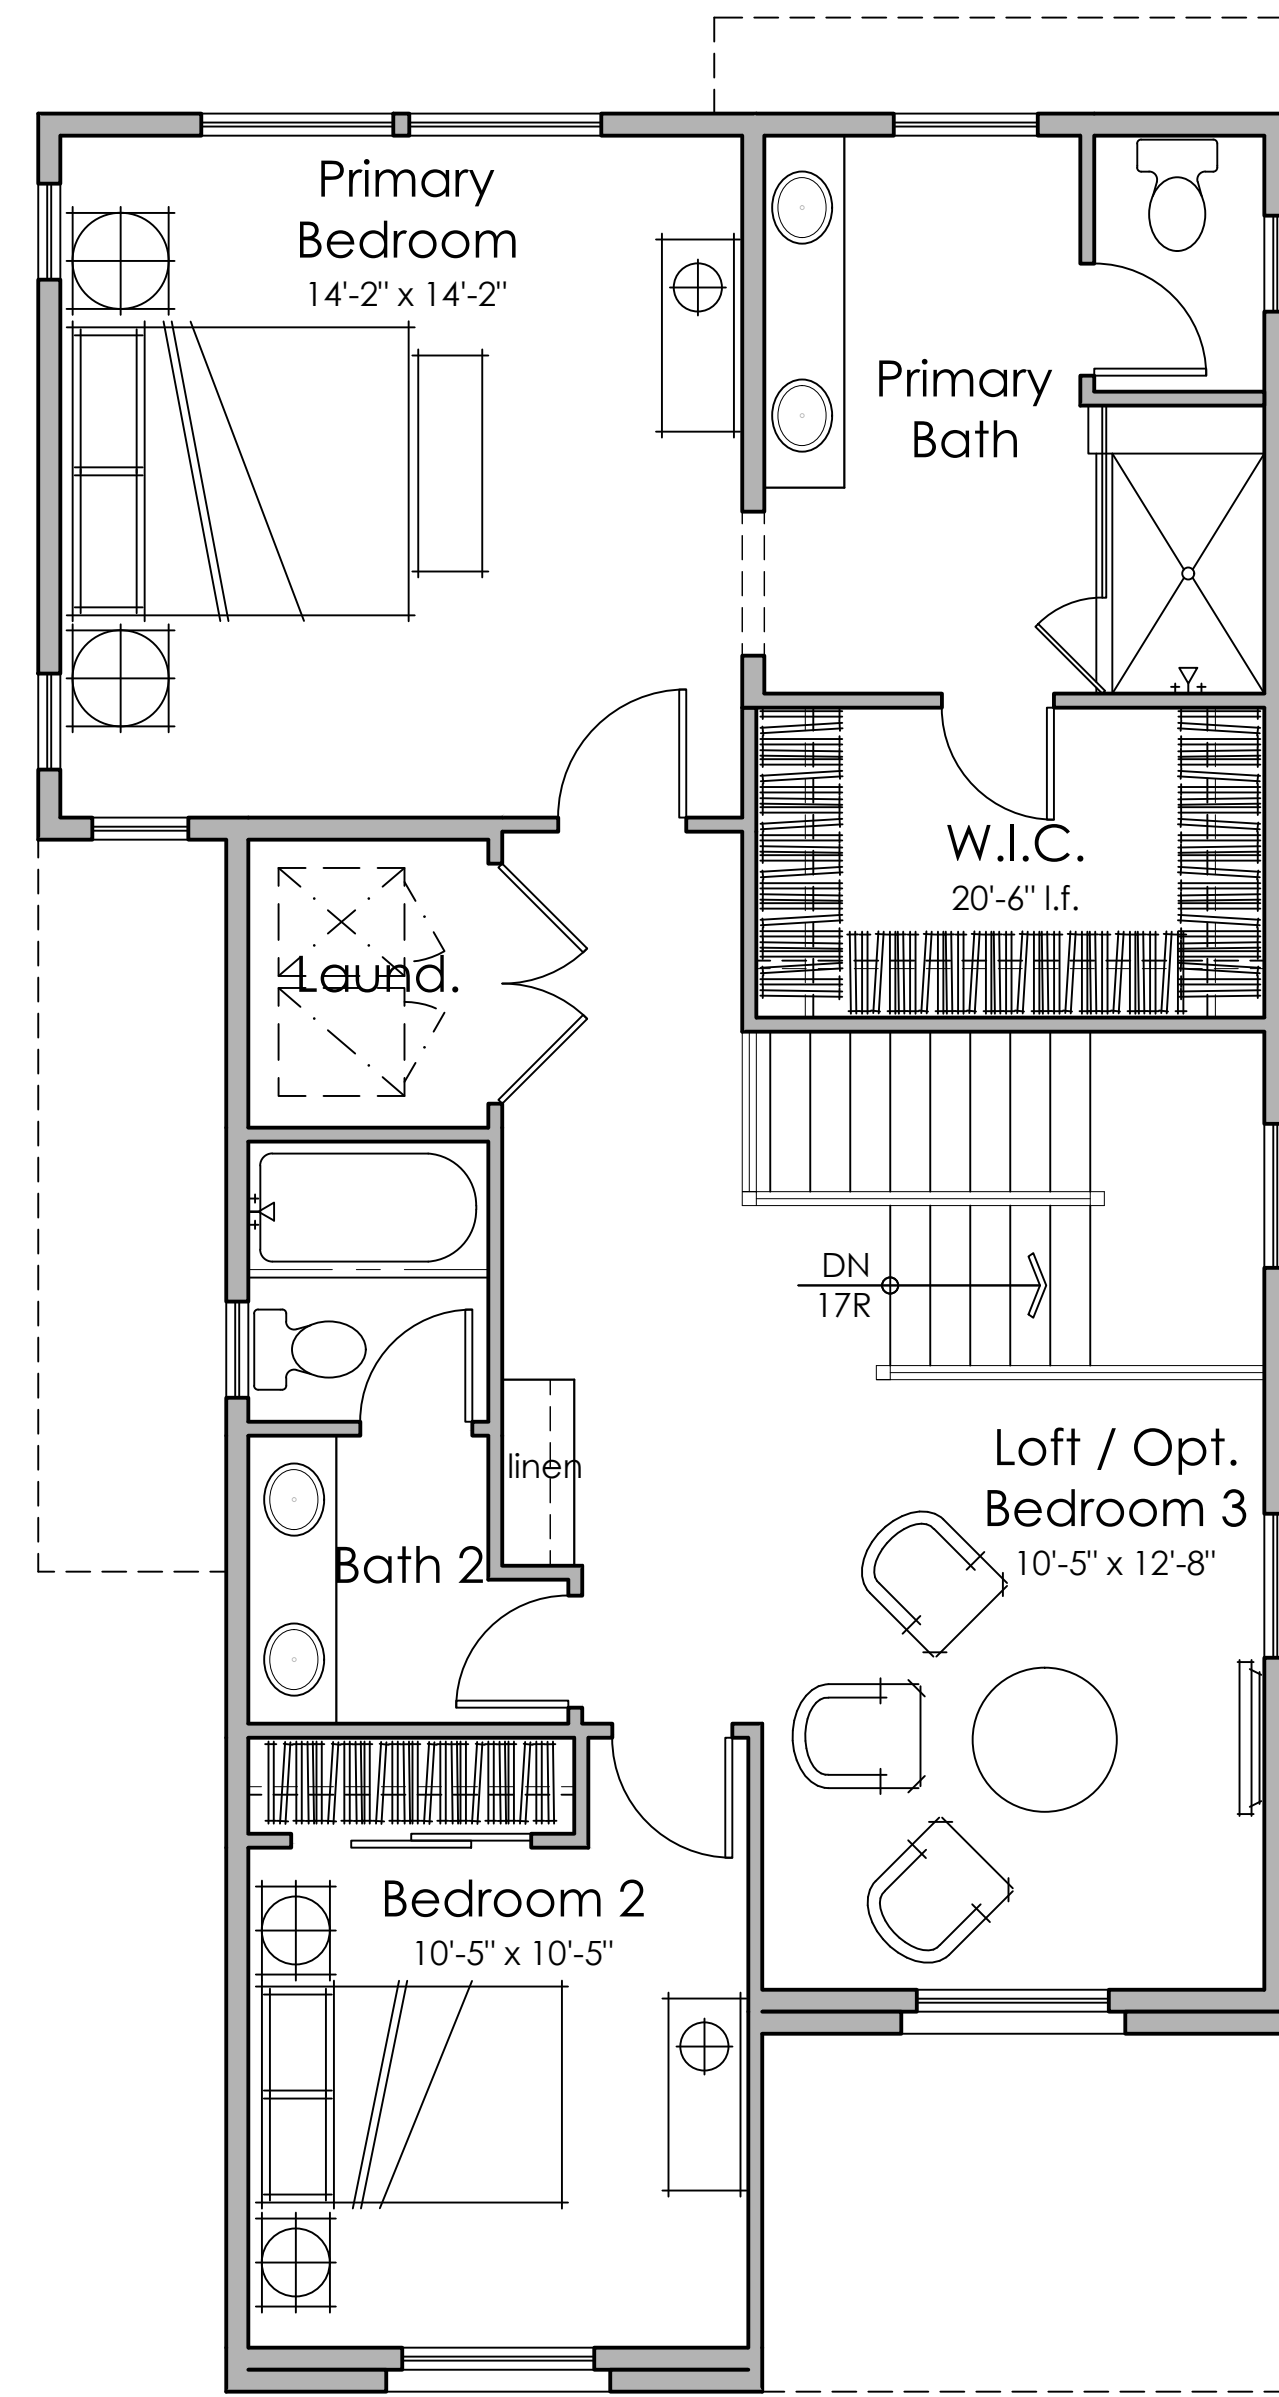 Primary
Bedroom
14'-2" x 14'-2"
Primary
Bath
W.I.C.
20'-6" l.f.
Laund.
DN
17R
linen
Loft / Opt.
Bedroom 3
10'-5" x 12'-8"
Bath 2
Bedroom 2
10'-5" x 10'-5"